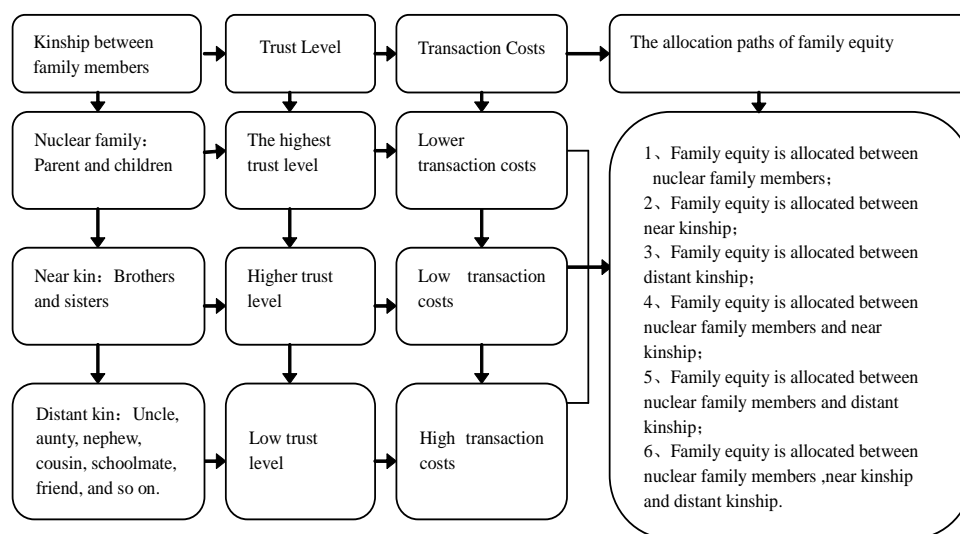 Kinship between
family members
Trust Level
Transaction Costs
The allocation paths of family equity
Nuclear family：
Parent and children
The highest
trust level
Lower
transaction costs
Near kin：Brothers
and sisters
Higher trust
level
Low transaction
costs
Distant kin：Uncle,
aunty, nephew,
cousin, schoolmate,
friend, and so on.
Low trust
level
High transaction
costs
1、Family equity is allocated between
nuclear family members；
2、Family equity is allocated between
near kinship；
3、Family equity is allocated between
distant kinship；
4、Family equity is allocated between
nuclear family members and near
kinship；
5、Family equity is allocated between
nuclear family members and distant
kinship；
6、Family equity is allocated between
nuclear family members ,near kinship
and distant kinship.